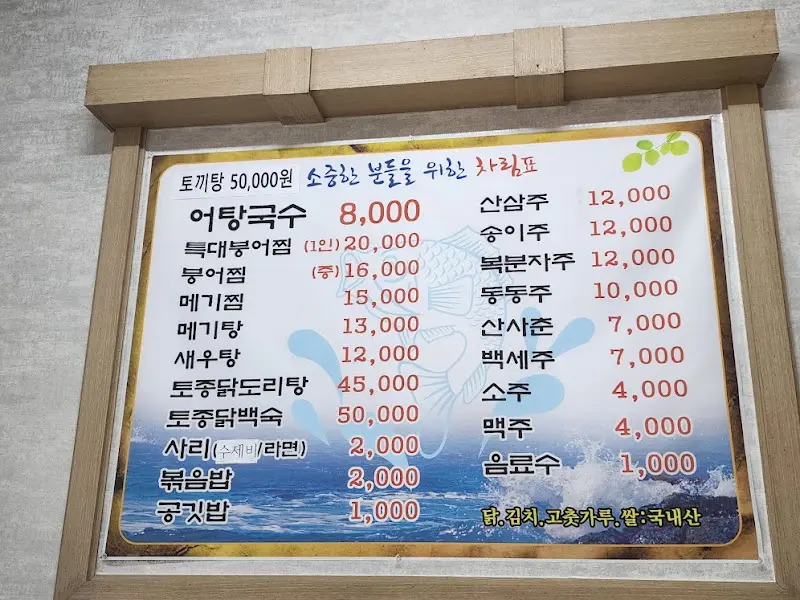 토끼탕 50,000원 소중한 분들을 위한 차림표
어탕국수 8,000
특대붕어찜 (1인) 20,000
붕어찜 (중) 16,000
메기찜 15,000
메기탕 13,000
새우탕 12,000
토종닭도리탕 45,000
토종닭백숙 50,000
사리(수제비/라면) 2,000
볶음밥 2,000
공깃밥 1,000
산삼주 12,000
송이주 12,000
복분자주 12,000
동동주 10,000
산사춘 7,000
백세주 7,000
소주 4,000
맥주 4,000
음료수 1,000
닭.김치.고춧가루.쌀:국내산